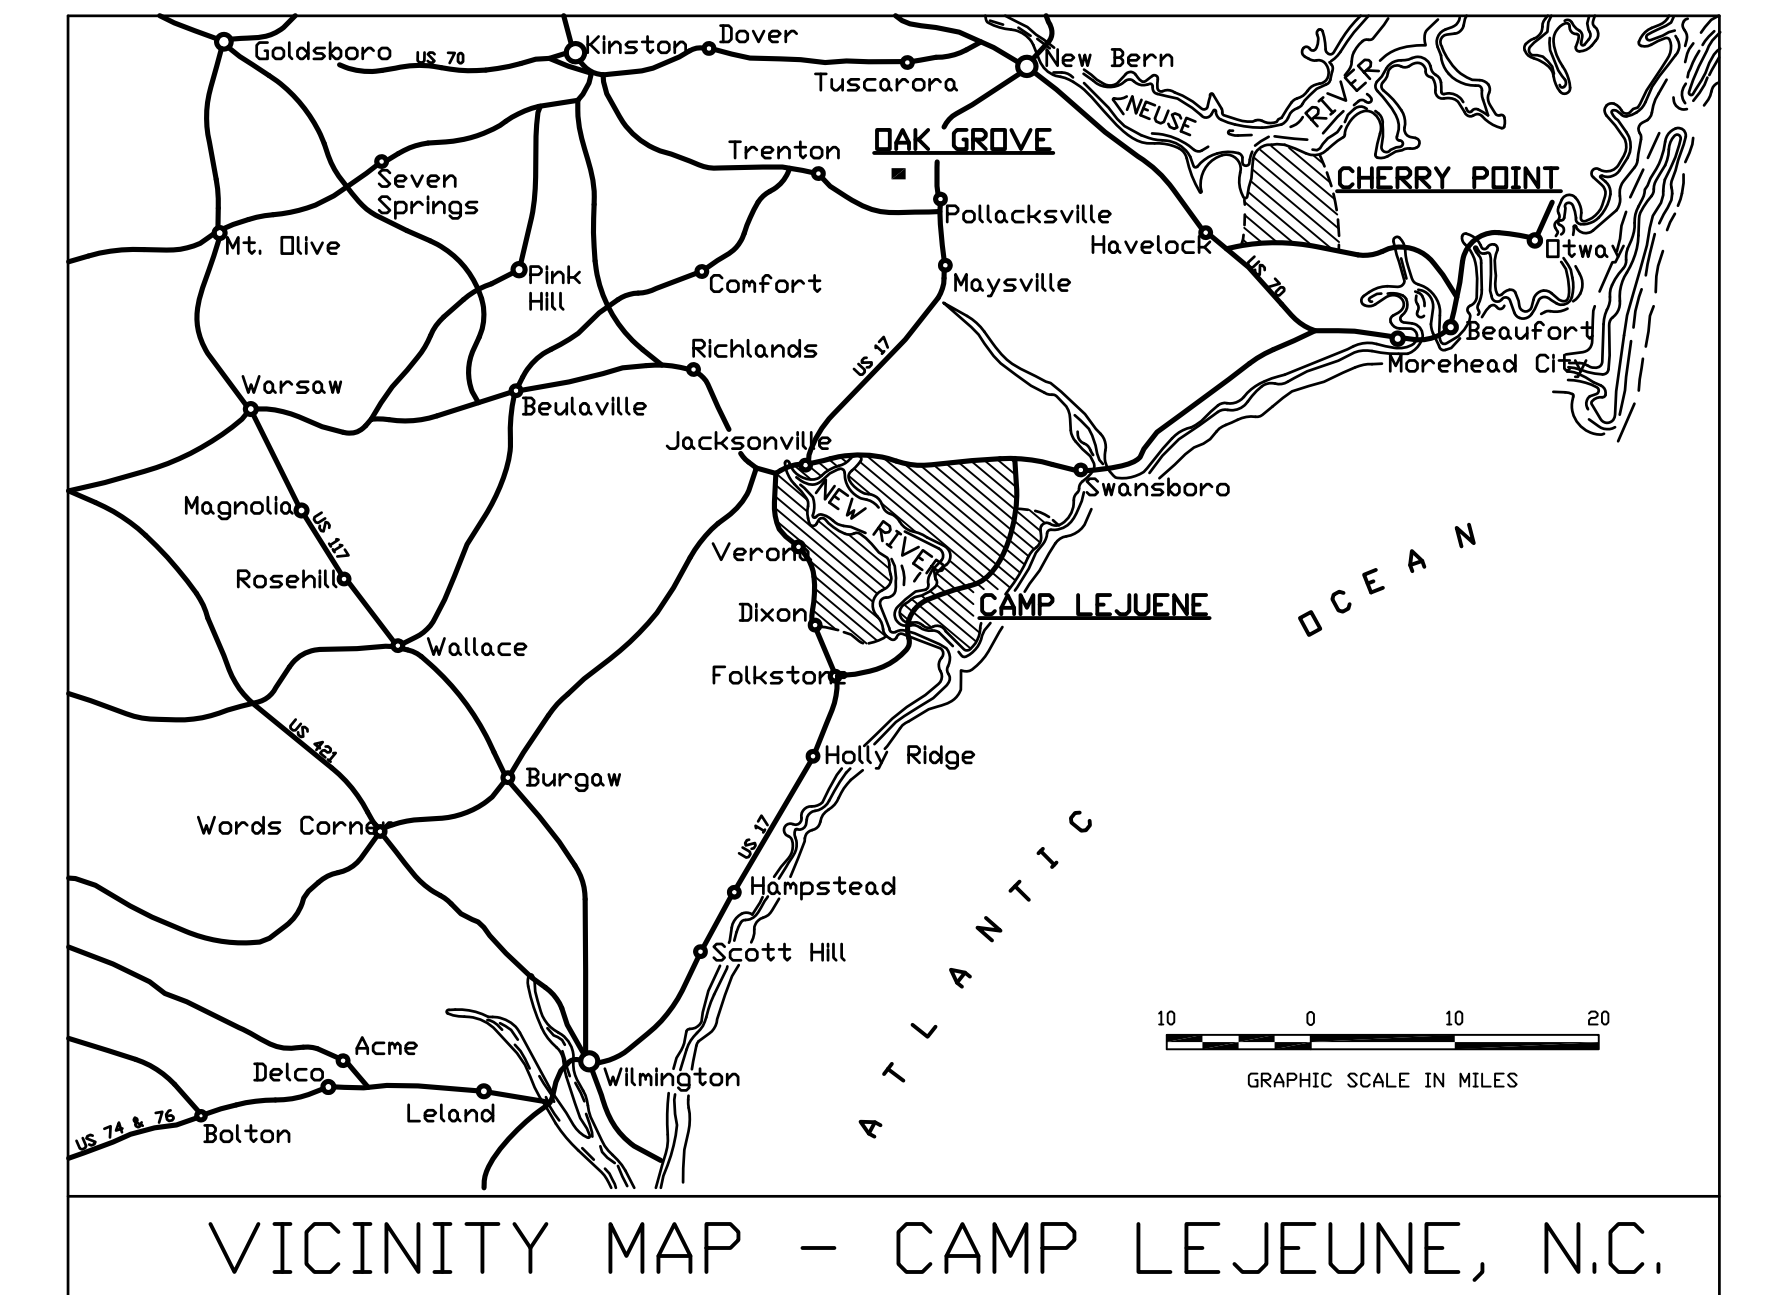 Goldsboro
US 70
Kinston
Dover
Tuscarora
New Bern
NEUSE
RIVER
OAK GROVE
Trenton
Seven
Springs
CHERRY POINT
Pollacksville
Mt. Olive
Havelock
Otway
Pink
Hill
Comfort
Maysville
US 70
Beaufort
Morehead City
Richlands
US 17
Warsaw
Beulaville
Jacksonville
Swansboro
NEW RIVER
Magnolia
US 117
Verona
Rosehill
Dixon
CAMP LEJUENE
Wallace
Folkstone
US 421
Holly Ridge
Burgaw
Words Corner
US 17
Hampstead
Scott Hill
ATLANTIC
OCEAN
10 0 10 20
GRAPHIC SCALE IN MILES
Acme
Delco
Wilmington
Leland
US 74 & 76
Bolton
VICINITY MAP - CAMP LEJEUNE, N.C.